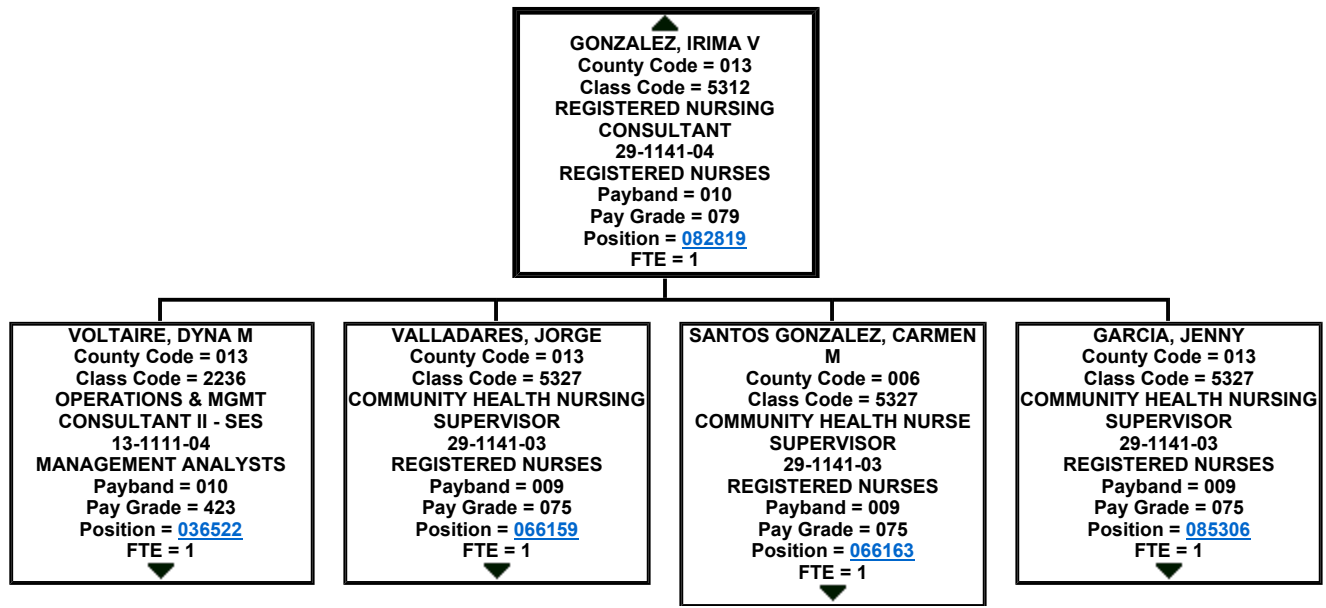 GONZALEZ, IRIMA V
County Code = 013
Class Code = 5312
REGISTERED NURSING
CONSULTANT
29-1141-04
REGISTERED NURSES
Payband = 010
Pay Grade = 079
Position = 082819
FTE = 1
VOLTAIRE, DYNA M
County Code = 013
Class Code = 2236
OPERATIONS & MGMT
CONSULTANT II - SES
13-1111-04
MANAGEMENT ANALYSTS
Payband = 010
Pay Grade = 423
Position = 036522
FTE = 1
VALLADARES, JORGE
County Code = 013
Class Code = 5327
COMMUNITY HEALTH NURSING
SUPERVISOR
29-1141-03
REGISTERED NURSES
Payband = 009
Pay Grade = 075
Position = 066159
FTE = 1
SANTOS GONZALEZ, CARMEN
M
County Code = 006
Class Code = 5327
COMMUNITY HEALTH NURSE
SUPERVISOR
29-1141-03
REGISTERED NURSES
Payband = 009
Pay Grade = 075
Position = 066163
FTE = 1
GARCIA, JENNY
County Code = 013
Class Code = 5327
COMMUNITY HEALTH NURSING
SUPERVISOR
29-1141-03
REGISTERED NURSES
Payband = 009
Pay Grade = 075
Position = 085306
FTE = 1